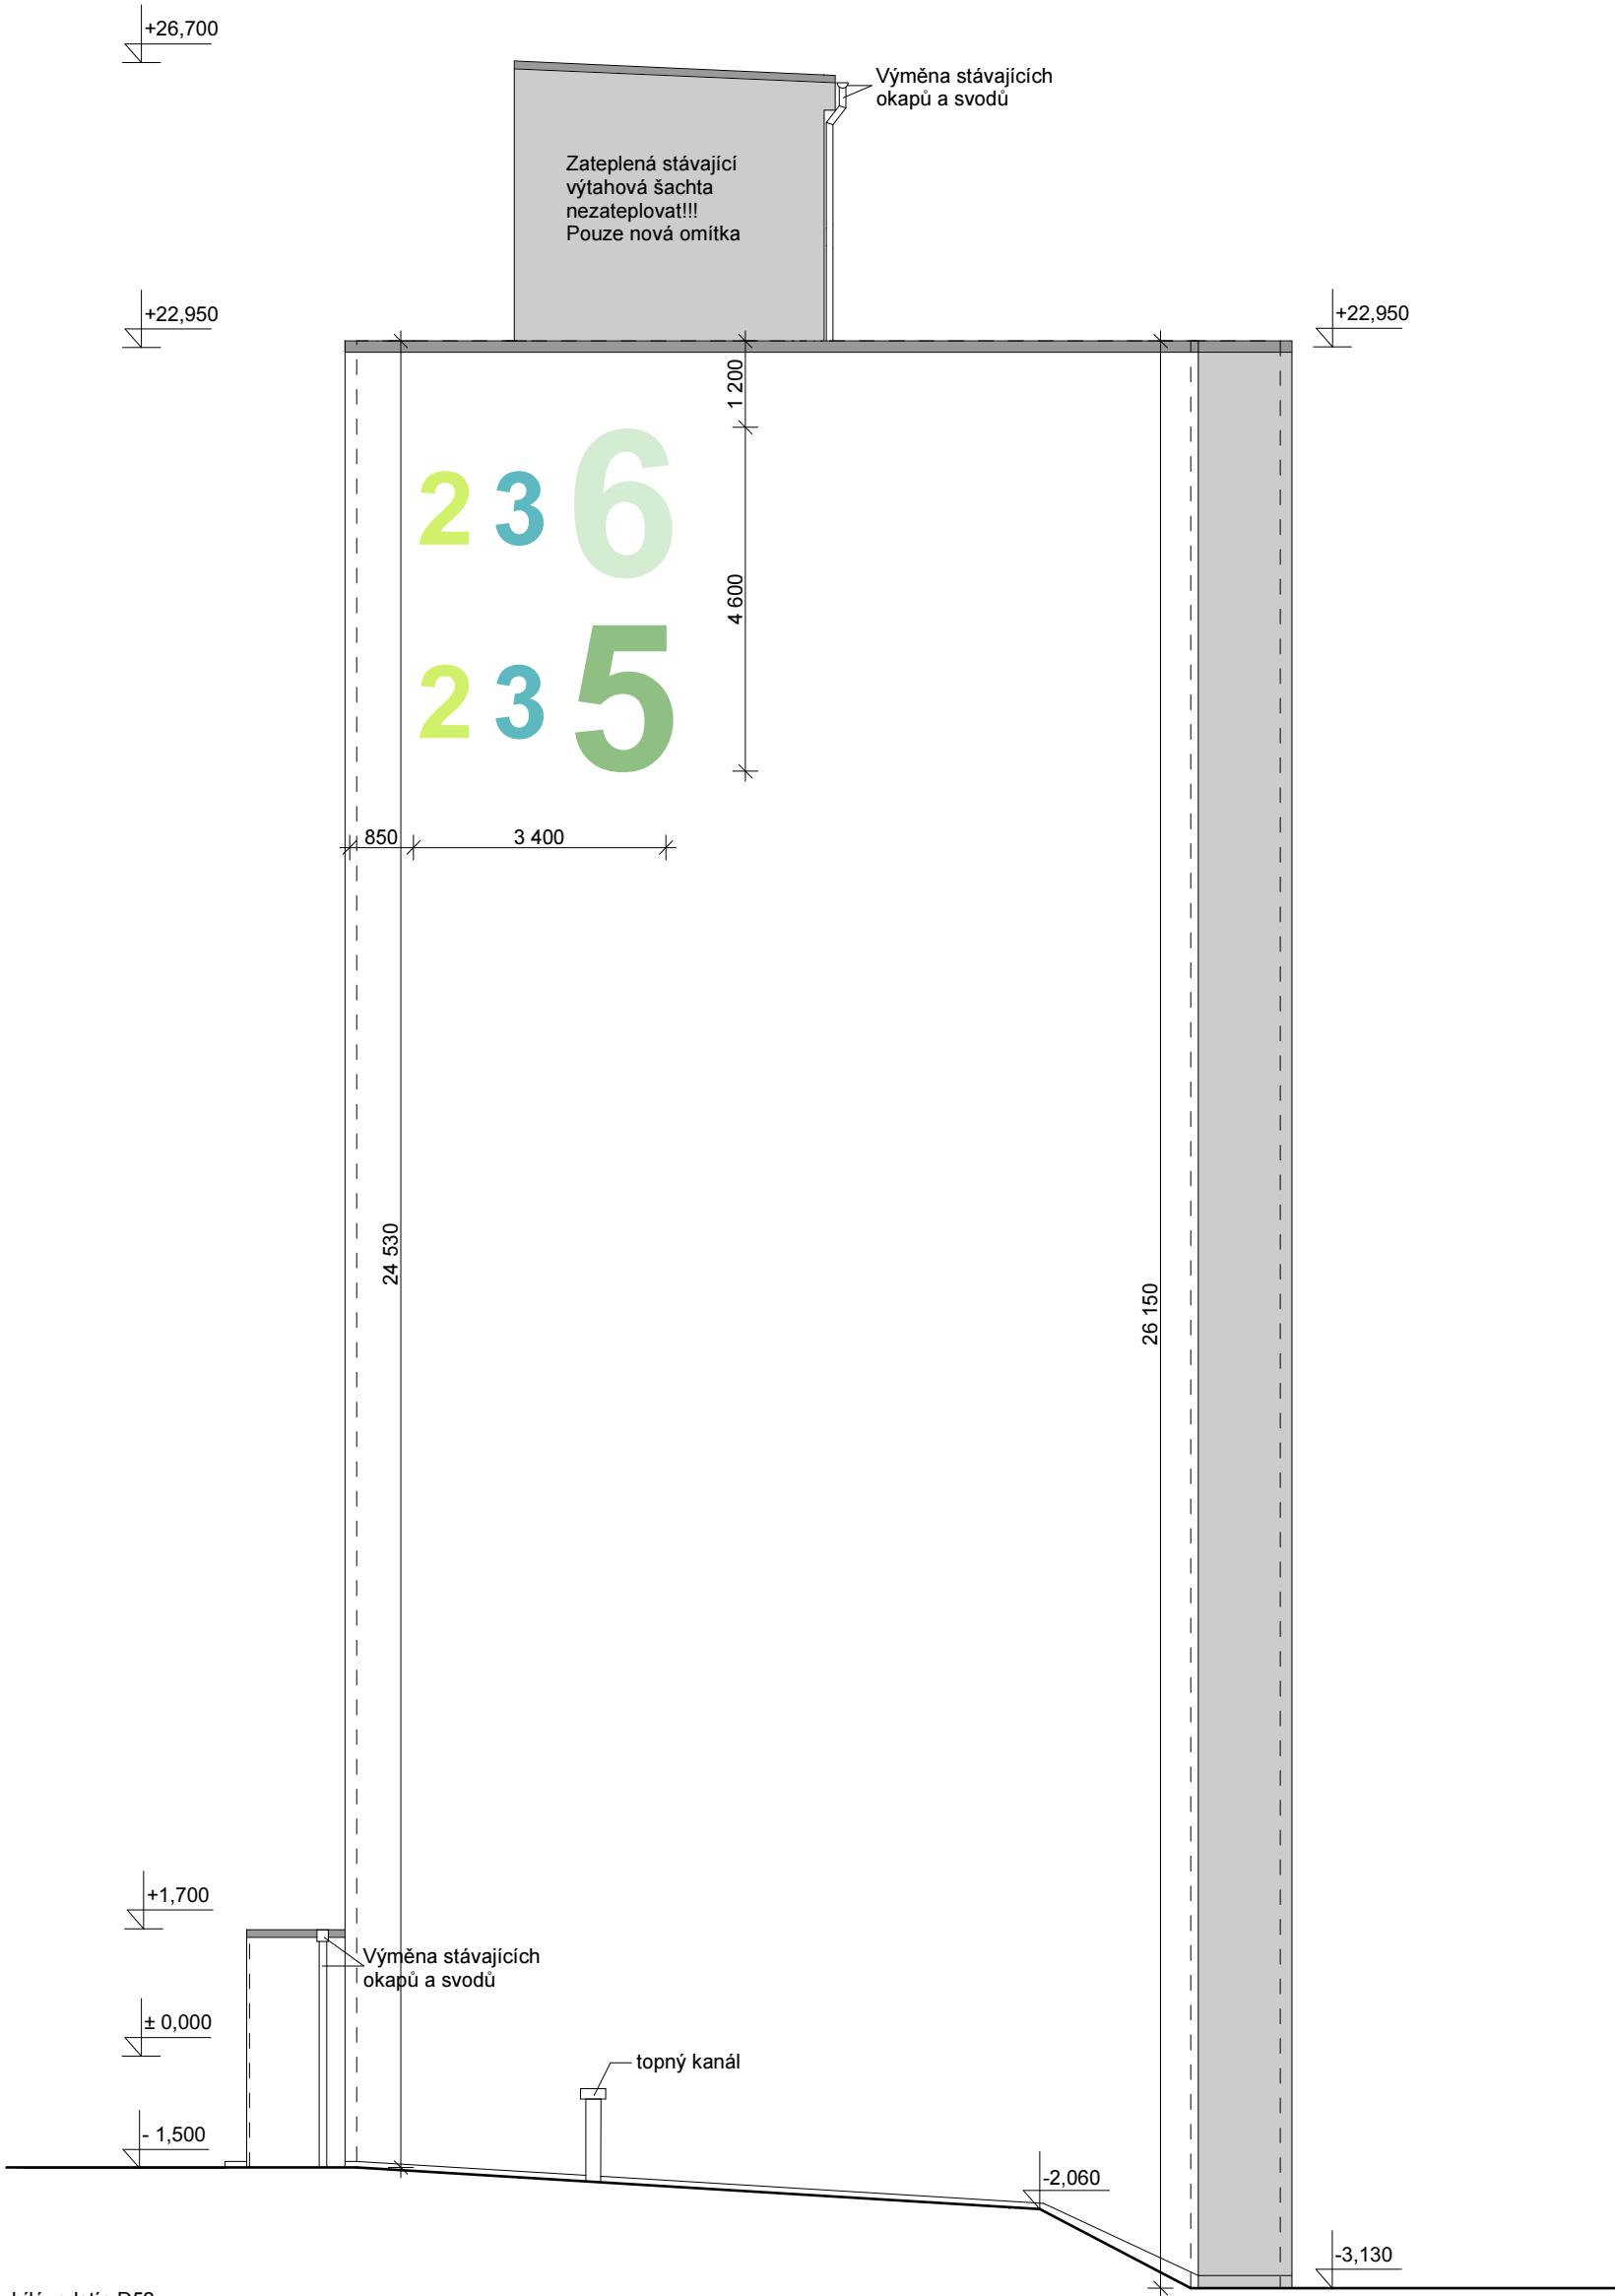 +26,700
Výměna stávajících
okapů a svodů
Zateplená stávající
výtahová šachta
nezateplovat!!!
Pouze nová omítka
+22,950
+22,950
1 200
2 3 6
4 600
2 3 5
850
3 400
24 530
26 150
+1,700
Výměna stávajících
okapů a svodů
± 0,000
topný kanál
- 1,500
-2,060
-3,130